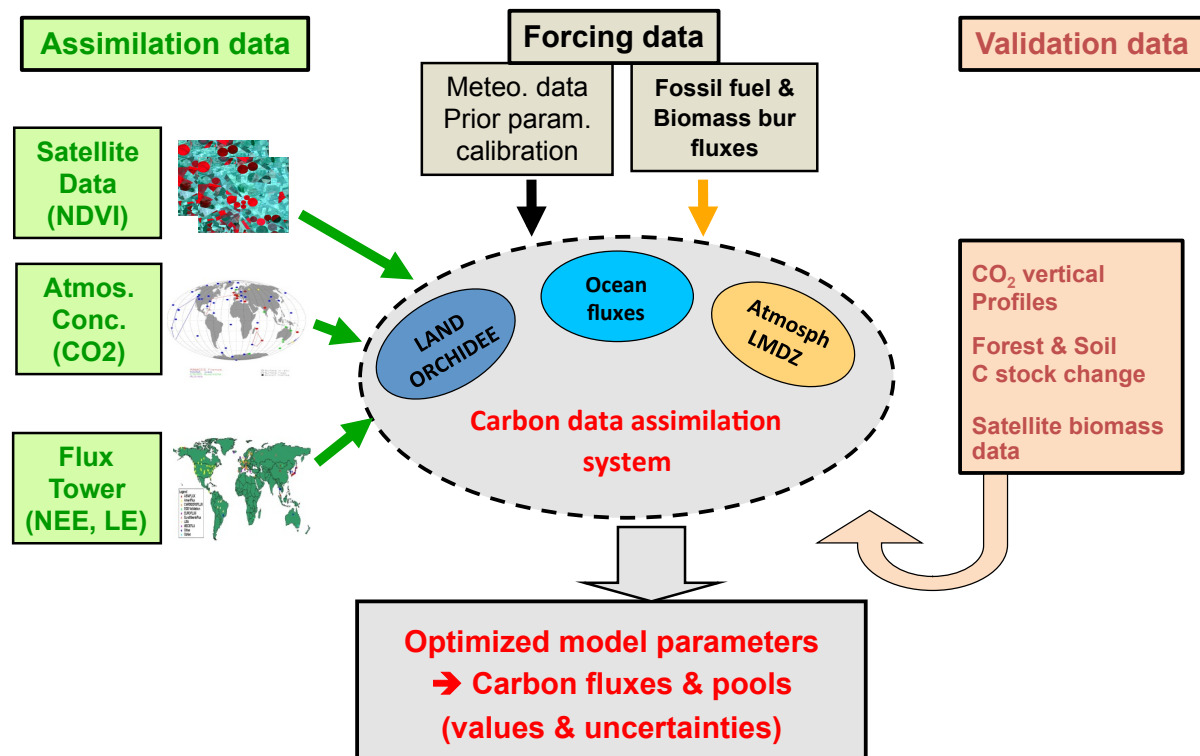 Assimilation data
Forcing data
Validation data
Meteo. data
Prior param.
calibration
Fossil fuel &
Biomass bur
fluxes
Satellite
Data
(NDVI)
Atmos.
Conc.
(CO2)
Flux
Tower
(NEE, LE)
LAND
ORCHIDEE
Ocean
fluxes
Atmosph
LMDZ
Carbon data assimilation
system
CO₂ vertical
Profiles
Forest & Soil
C stock change
Satellite biomass
data
Optimized model parameters
➔ Carbon fluxes & pools
(values & uncertainties)